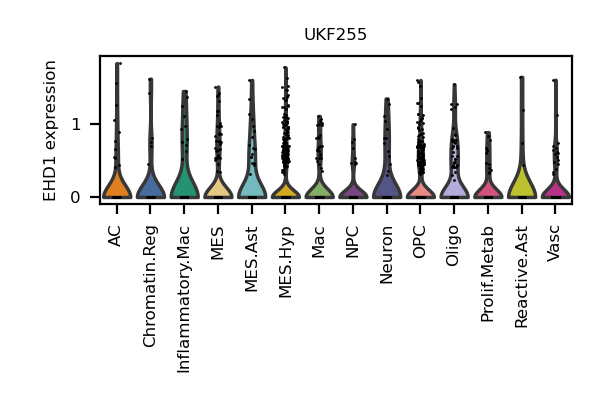 UKF255
EHD1 expression
1
0
AC
Chromatin.Reg
Inflammatory.Mac
MES
MES.Ast
MES.Hyp
Mac
NPC
Neuron
OPC
Oligo
Prolif.Metab
Reactive.Ast
Vasc